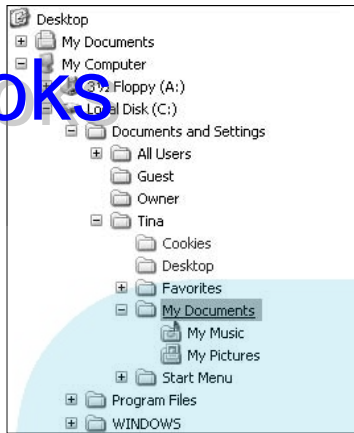 Desktop
My Documents
My Computer
3½ Floppy (A:)
oks
Local Disk (C:)
Documents and Settings
All Users
Guest
Owner
Tina
Cookies
Desktop
Favorites
My Documents
My Music
My Pictures
Start Menu
Program Files
WINDOWS